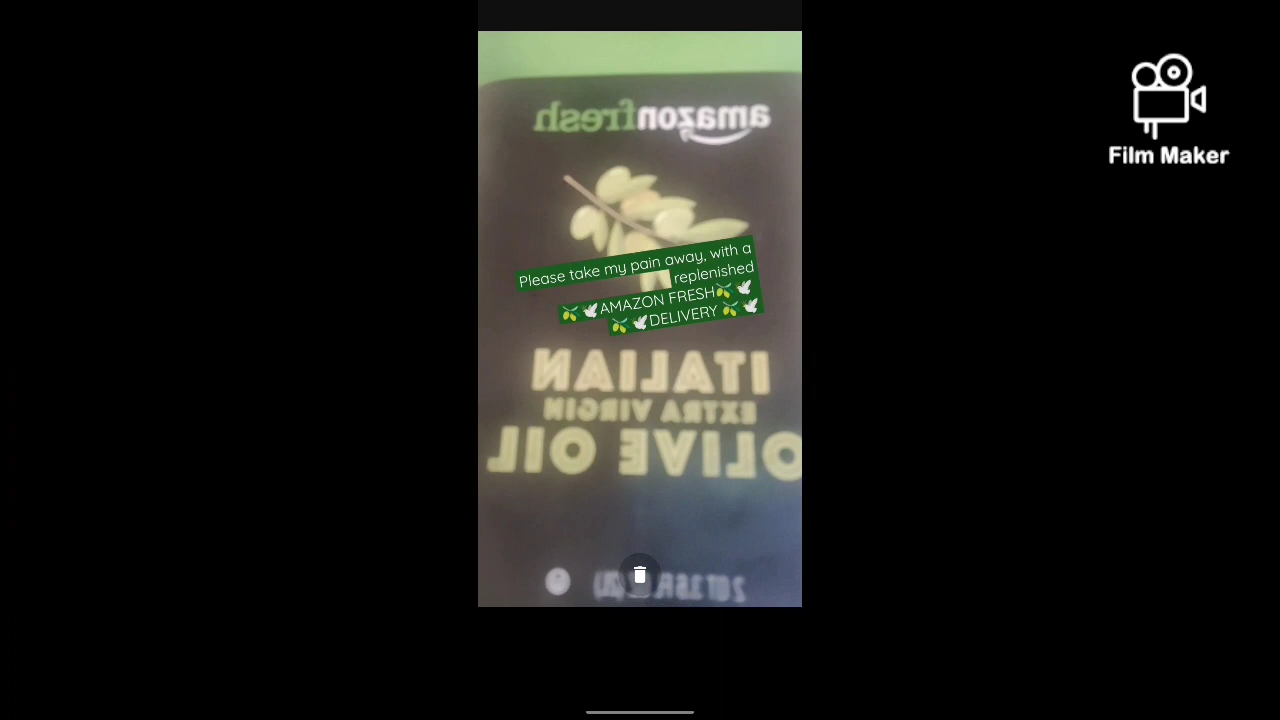 amazonfresh
Film Maker
Please take my pain away, with a
replenished
🫒🕊️AMAZON FRESH🫒🕊️
🫒🕊️DELIVERY🫒🕊️
ITALIAN
EXTRA VIRGIN
OLIVE OIL